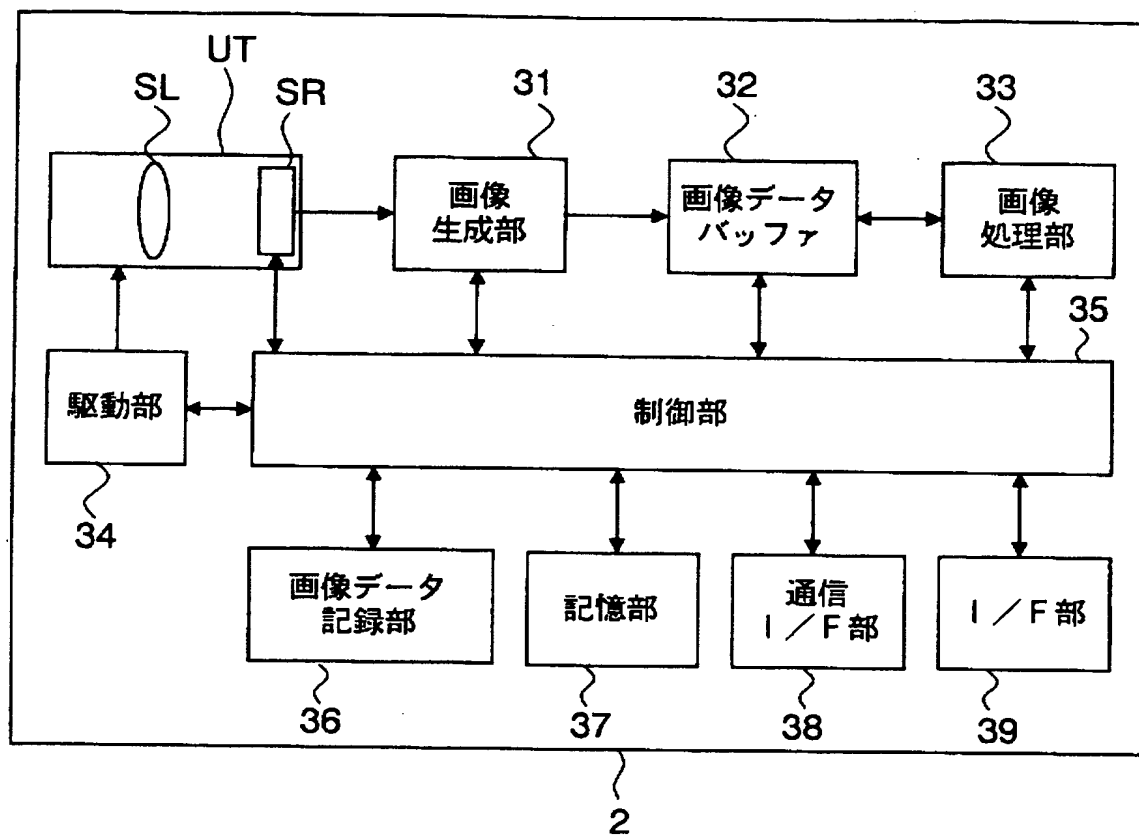 UT
SL
SR
31
32
33
画像
生成部
画像データ
バッファ
画像
処理部
35
駆動部
制御部
34
画像データ
記録部
記憶部
通信
I/F部
I/F部
36
37
38
39
2